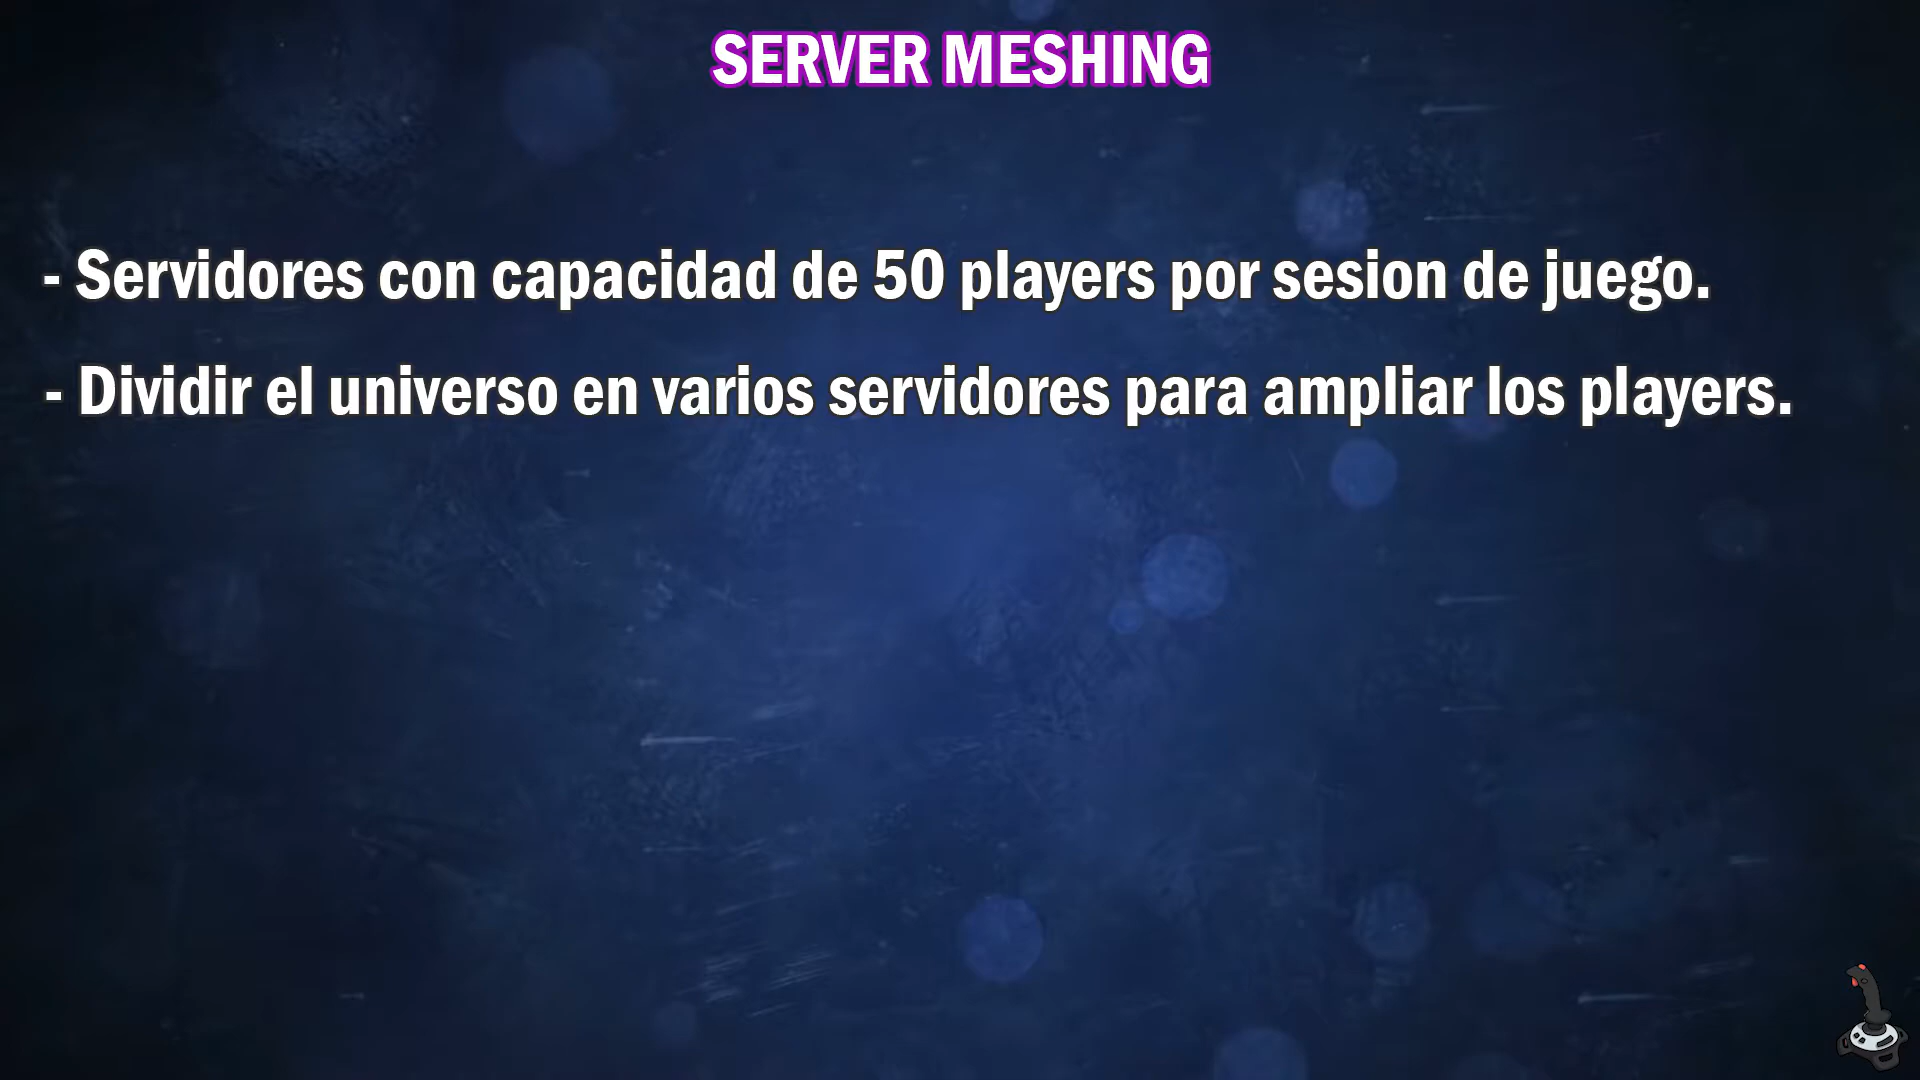 SERVER MESHING
- Servidores con capacidad de 50 players por sesion de juego.
- Dividir el universo en varios servidores para ampliar los players.